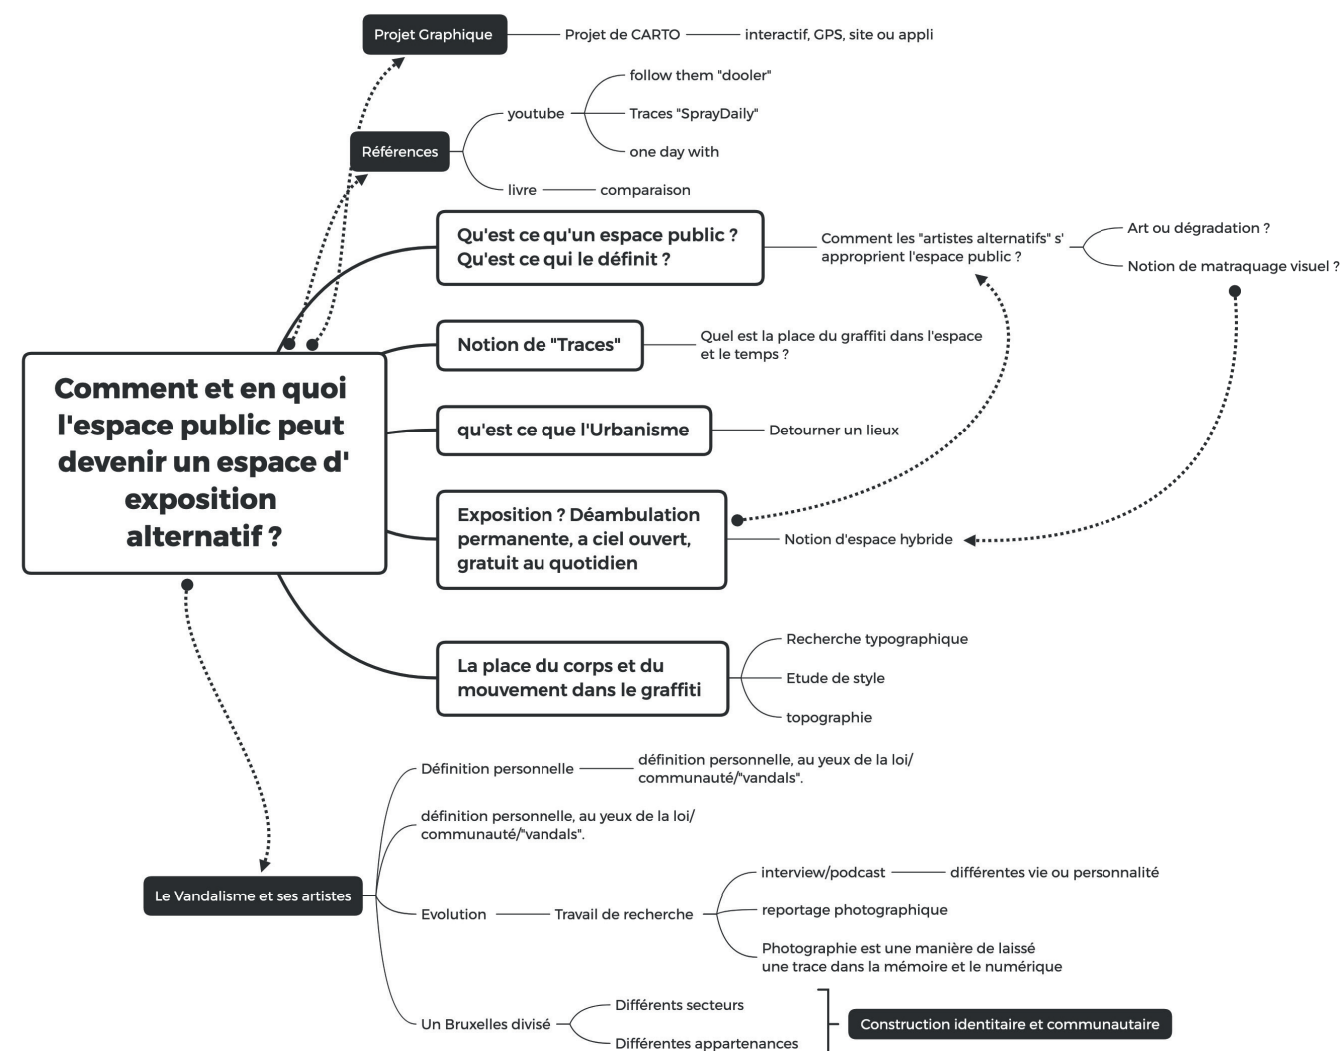 Projet Graphique
Projet de CARTO
interactif, GPS, site ou appli
Références
youtube
follow them "dooler"
Traces "SprayDaily"
one day with
livre
comparaison
Comment et en quoi
l'espace public peut
devenir un espace d'
exposition
alternatif ?
Qu'est ce qu'un espace public ?
Qu'est ce qui le définit ?
Comment les "artistes alternatifs" s'
approprient l'espace public ?
Art ou dégradation ?
Notion de matraquage visuel ?
Notion de "Traces"
Quel est la place du graffiti dans l'espace
et le temps ?
qu'est ce que l'Urbanisme
Detourner un lieux
Exposition ? Déambulation
permanente, a ciel ouvert,
gratuit au quotidien
Notion d'espace hybride
La place du corps et du
mouvement dans le graffiti
Recherche typographique
Etude de style
topographie
Le Vandalisme et ses artistes
Définition personnelle
définition personnelle, au yeux de la loi/
communauté/"vandals".
définition personnelle, au yeux de la loi/
communauté/"vandals".
Evolution
Travail de recherche
interview/podcast
différentes vie ou personnalité
reportage photographique
Photographie est une manière de laissé
une trace dans la mémoire et le numérique
Un Bruxelles divisé
Différents secteurs
Différentes appartenances
Construction identitaire et communautaire